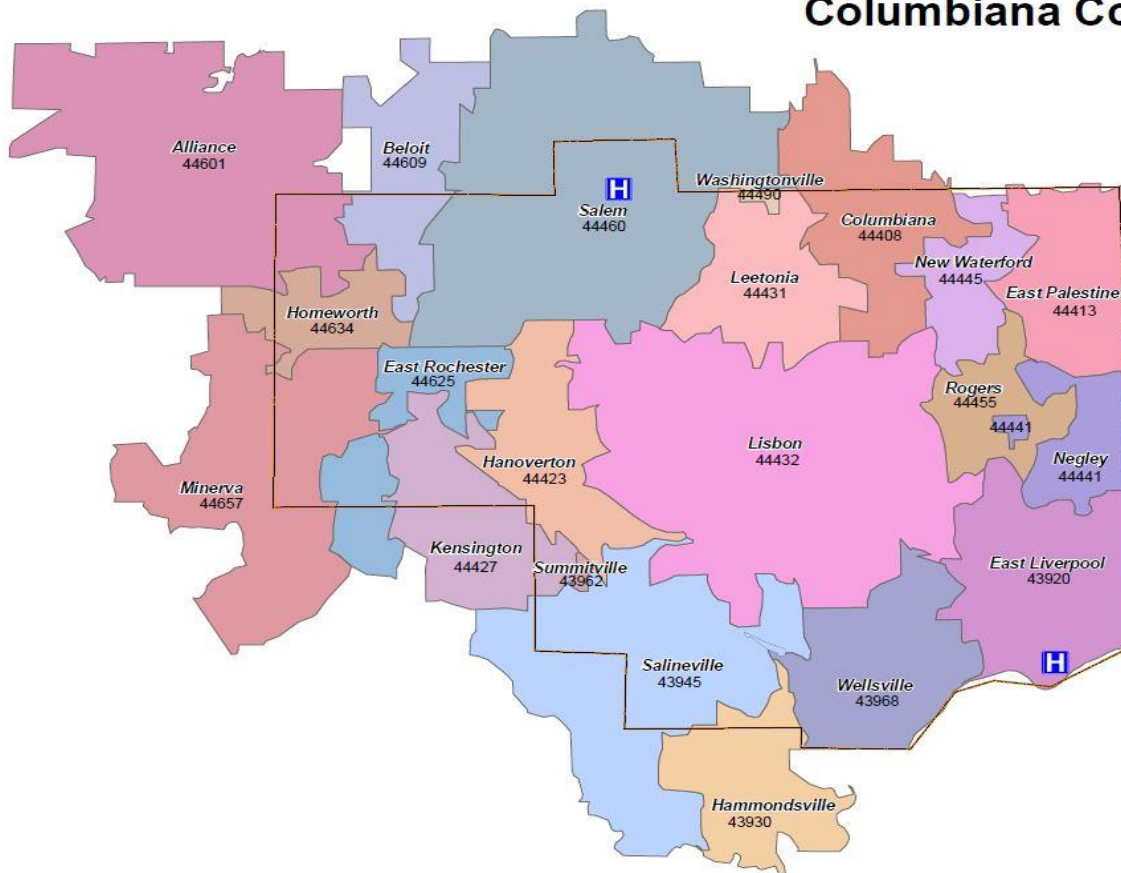 Columbiana Co
Alliance
44601
Beloit
44609
Washingtonville
44490
H
Salem
44460
Columbiana
44408
New Waterford
44445
Leetonia
44431
East Palestine
44413
Homeworth
44634
East Rochester
44625
Rogers
44455
44441
Lisbon
44432
Hanoverton
44423
Negley
44441
Minerva
44657
Kensington
44427
Summitville
43962
East Liverpool
43920
H
Salineville
43945
Wellsville
43968
Hammondsville
43930